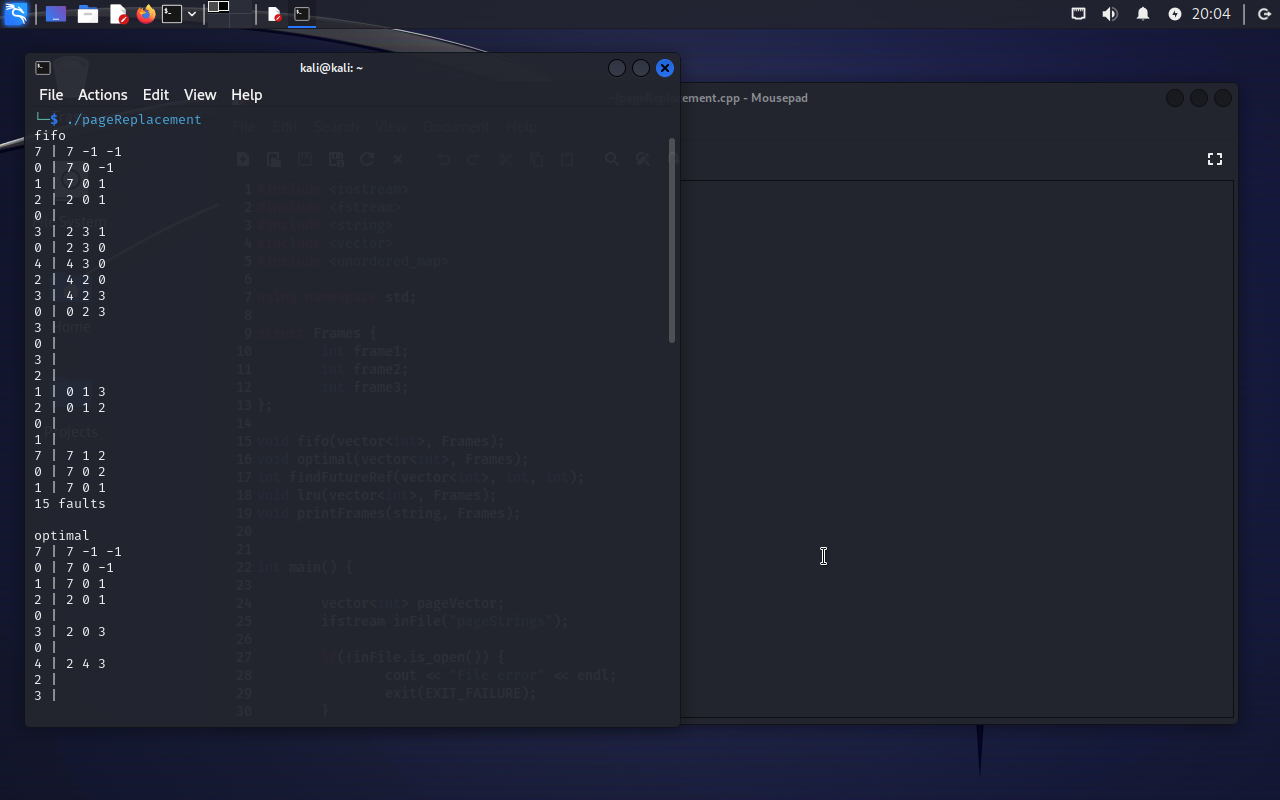 20:04
kali@kali: ~
File Actions Edit View Help
ement.cpp - Mousepad
File Edit Search View Document Help
└─$ ./pageReplacement
fifo
7 | 7 -1 -1
0 | 7 0 -1
1 | 7 0 1
2 | 2 0 1
0 |
3 | 2 3 1
0 | 2 3 0
4 | 4 3 0
2 | 4 2 0
3 | 4 2 3
0 | 0 2 3
3 |
0 |
3 |
2 |
1 | 0 1 3
2 | 0 1 2
0 |
1 |
7 | 7 1 2
0 | 7 0 2
1 | 7 0 1
15 faults
optimal
7 | 7 -1 -1
0 | 7 0 -1
1 | 7 0 1
2 | 2 0 1
0 |
3 | 2 0 3
0 |
4 | 2 4 3
2 |
3 |
System
Home
1 #include <iostream>
2 #include <fstream>
3 #include <string>
4 #include <vector>
5 #include <unordered_map>
6
7 using namespace std;
8
9 struct Frames {
10 int frame1;
11 int frame2;
12 int frame3;
13 };
14
15 void fifo(vector<int>, Frames);
16 void optimal(vector<int>, Frames);
17 int findFutureRef(vector<int>, int, int);
18 void lru(vector<int>, Frames);
19 void printFrames(string, Frames);
20
21
22 int main() {
23
24 vector<int> pageVector;
25 ifstream inFile("pageStrings");
26
27 if(!inFile.is_open()) {
28 cout << "File error" << endl;
29 exit(EXIT_FAILURE);
30 }